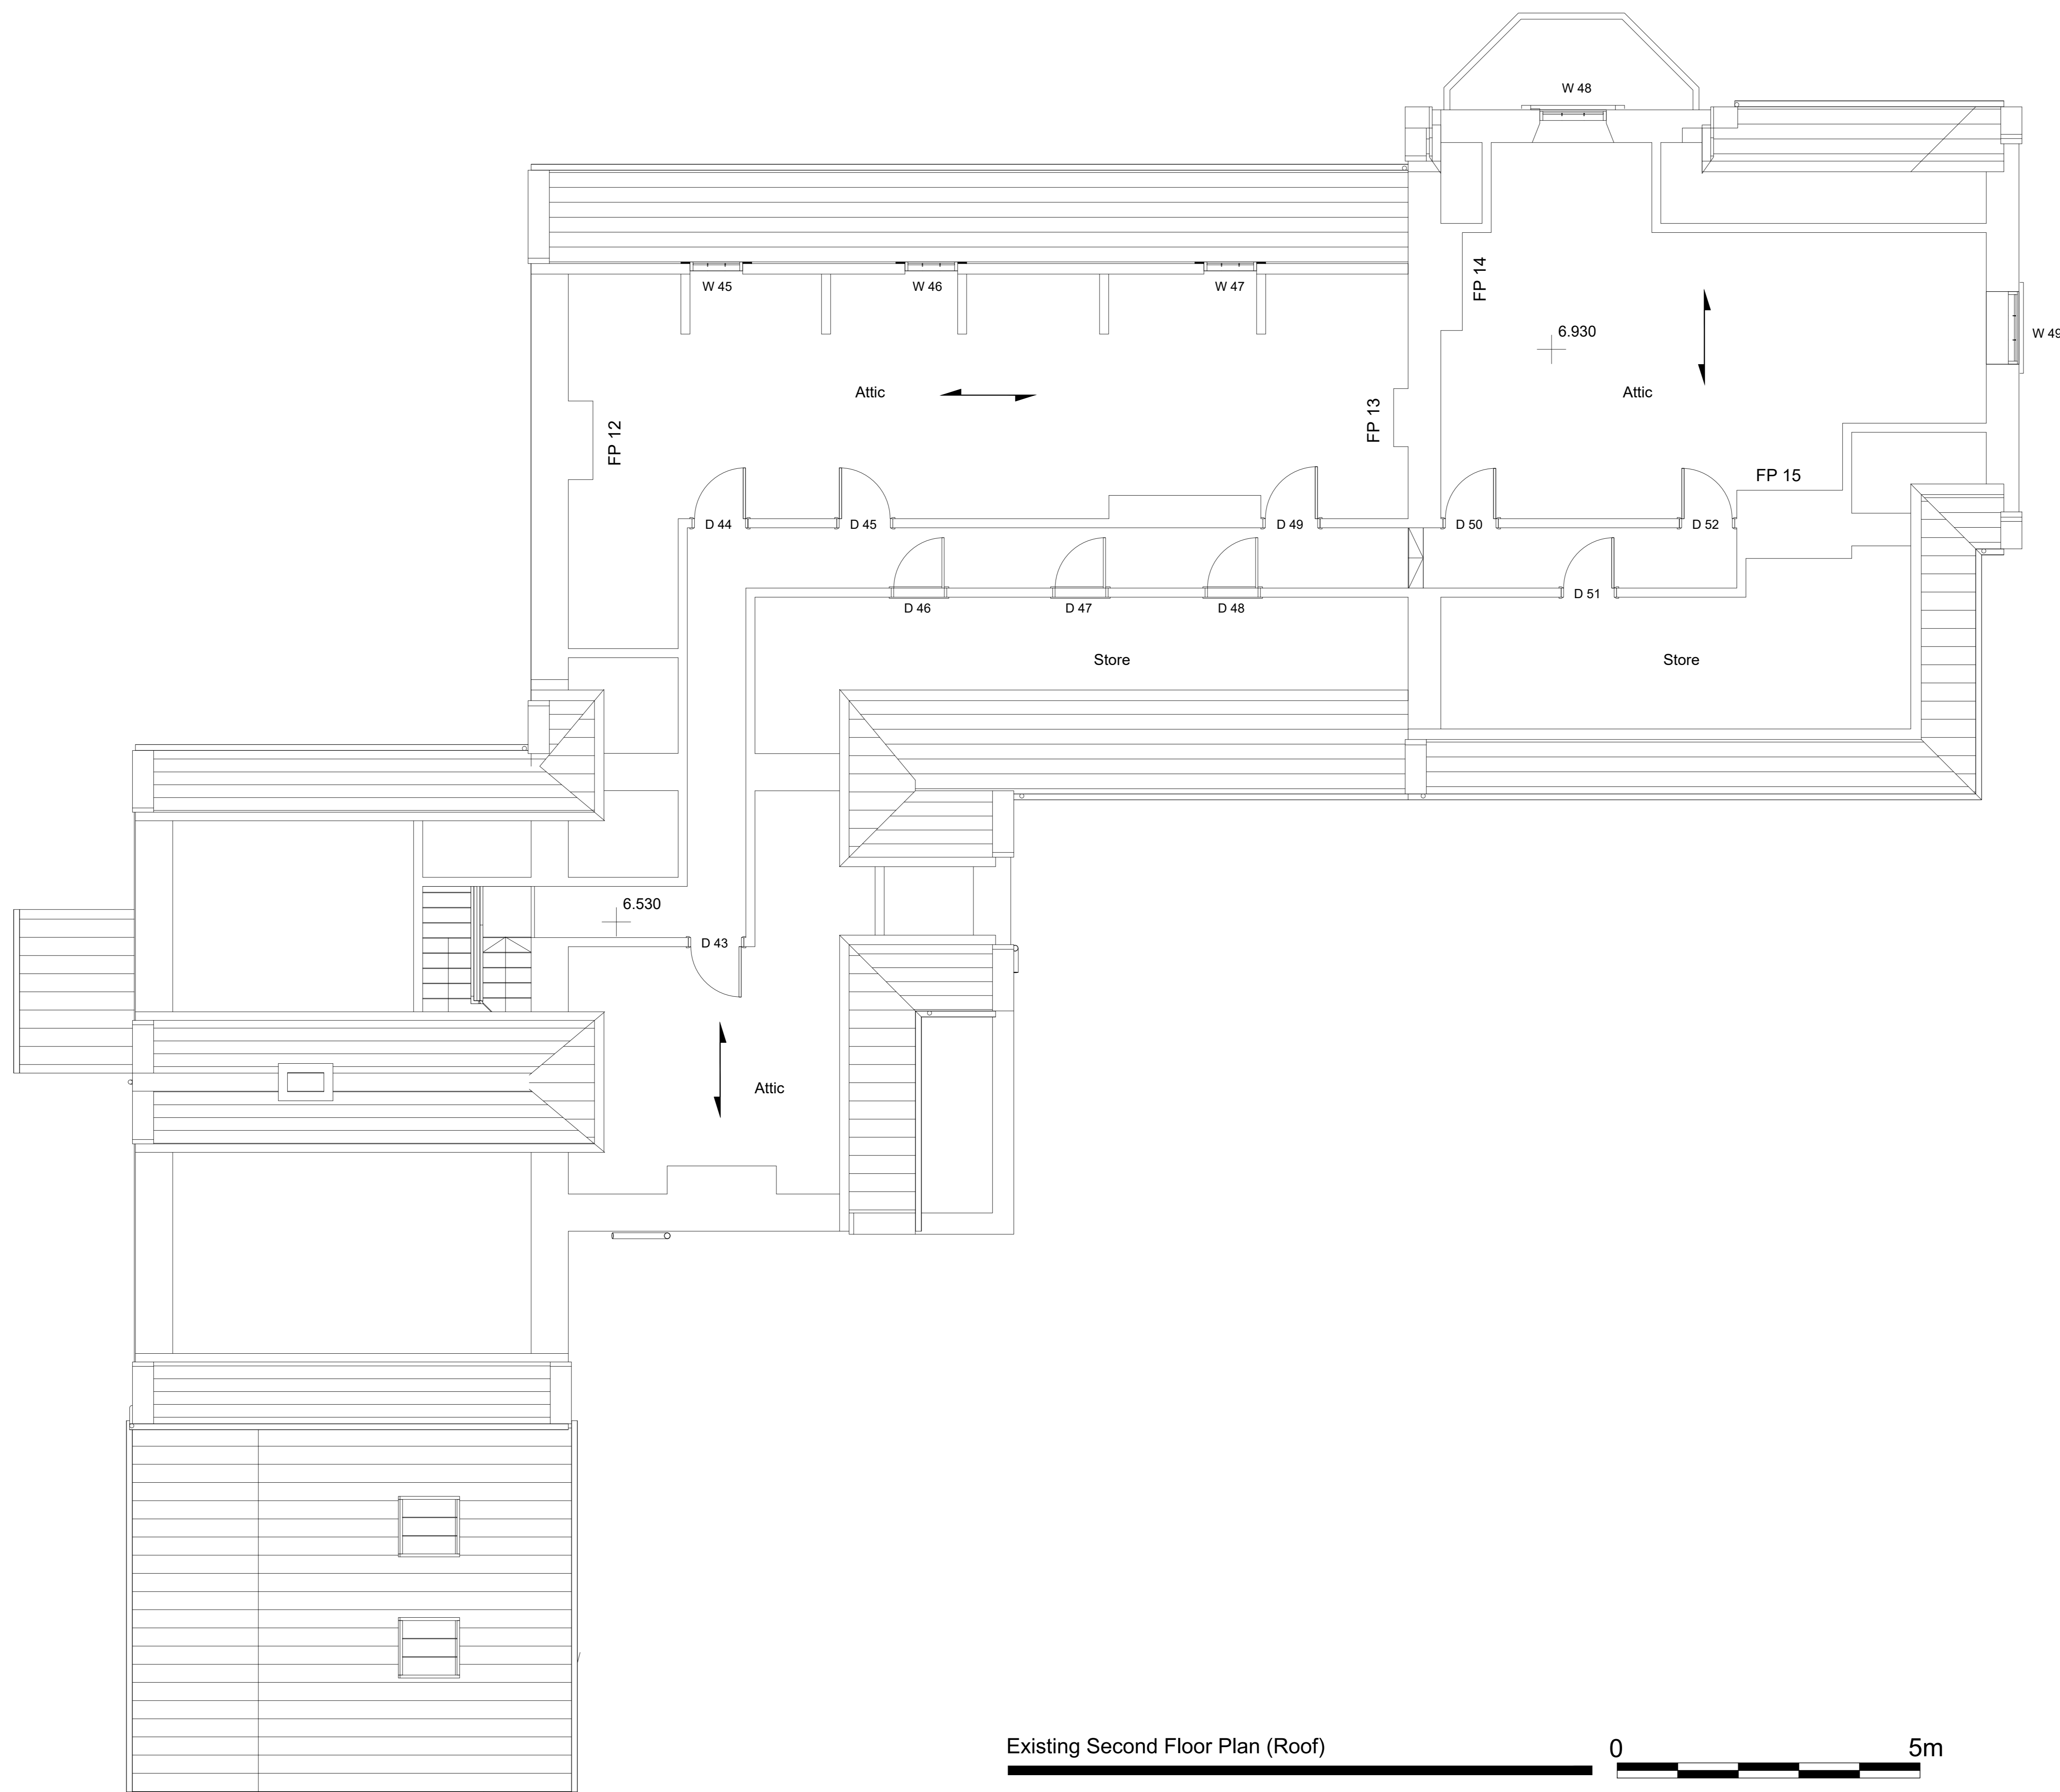 W 48
W 45
W 46
W 47
FP 14
6.930
W 49
Attic
Attic
FP 12
FP 13
FP 15
D 44
D 45
D 49
D 50
D 52
D 46
D 47
D 48
D 51
Store
Store
6.530
D 43
Attic
Existing Second Floor Plan (Roof)
0
5m